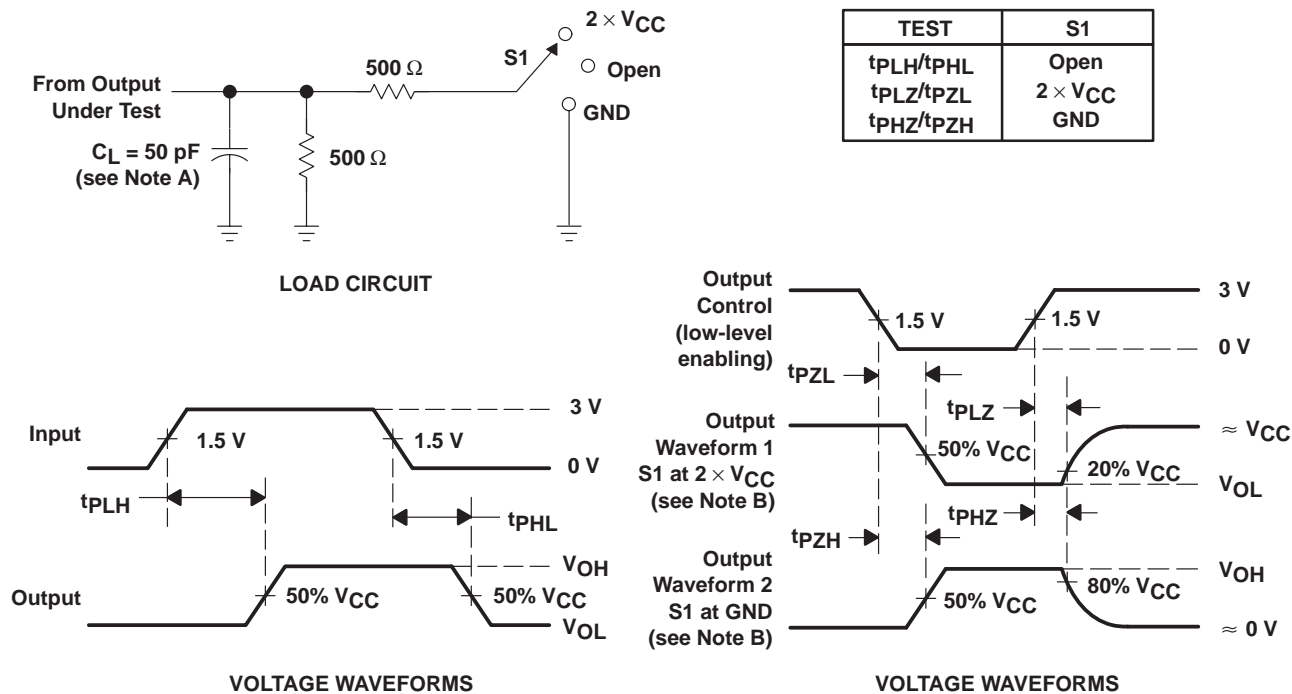 2 × VCC
S1
Open
GND
500 Ω
From Output
Under Test
CL = 50 pF
(see Note A)
500 Ω
LOAD CIRCUIT
TEST S1
tPLH/tPHL Open
tPLZ/tPZL 2 × VCC
tPHZ/tPZH GND
Input
1.5 V
1.5 V
3 V
0 V
tPLH
tPHL
Output
50% VCC
50% VCC
VOH
VOL
VOLTAGE WAVEFORMS
Output
Control
(low-level
enabling)
1.5 V
1.5 V
3 V
0 V
tPZL
tPLZ
Output
Waveform 1
S1 at 2 × VCC
(see Note B)
50% VCC
20% VCC
≈ VCC
VOL
tPZH
tPHZ
Output
Waveform 2
S1 at GND
(see Note B)
50% VCC
80% VCC
VOH
≈ 0 V
VOLTAGE WAVEFORMS